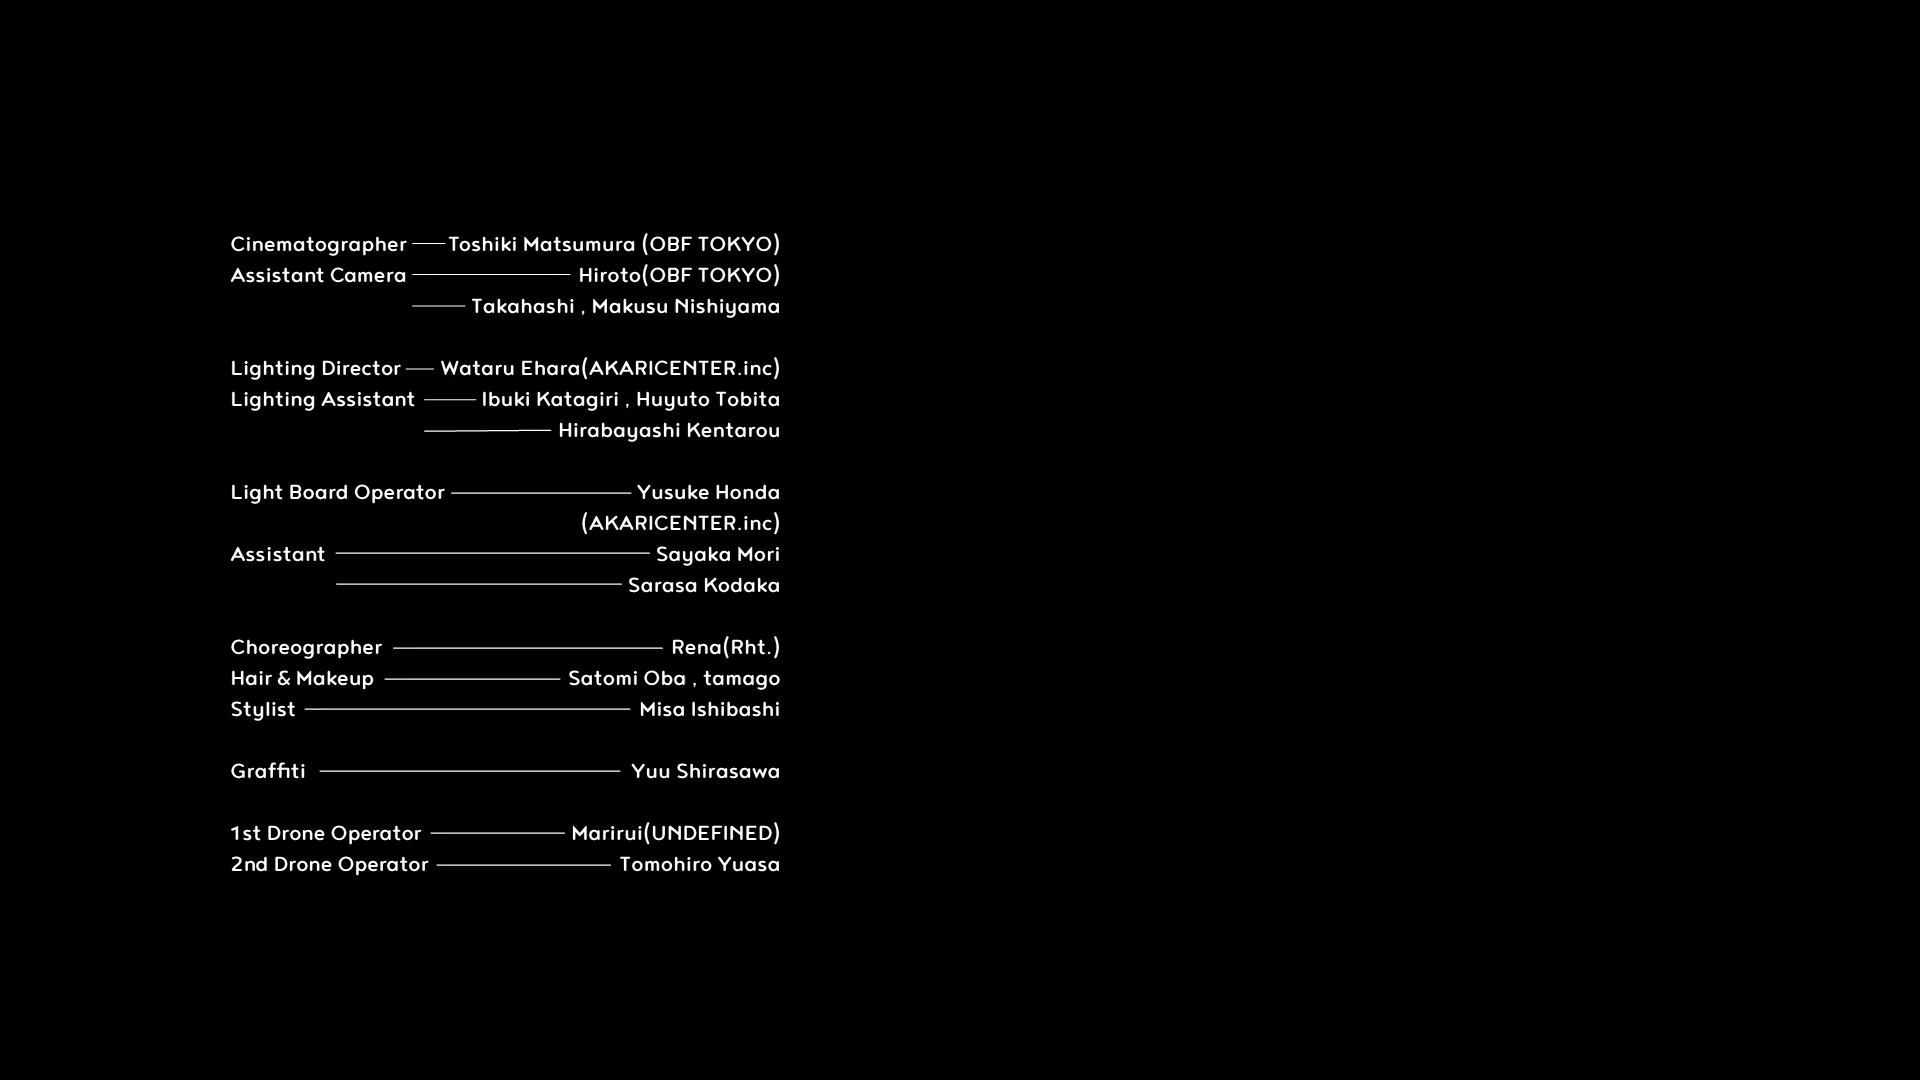 Cinematographer Toshiki Matsumura (OBF TOKYO)
Assistant Camera Hiroto(OBF TOKYO)
Takahashi , Makusu Nishiyama
Lighting Director Wataru Ehara(AKARICENTER.inc)
Lighting Assistant Ibuki Katagiri , Huyuto Tobita
Hirabayashi Kentarou
Light Board Operator Yusuke Honda
(AKARICENTER.inc)
Assistant Sayaka Mori
Sarasa Kodaka
Choreographer Rena(Rht.)
Hair & Makeup Satomi Oba , tamago
Stylist Misa Ishibashi
Graffiti Yuu Shirasawa
1st Drone Operator Marirui(UNDEFINED)
2nd Drone Operator Tomohiro Yuasa